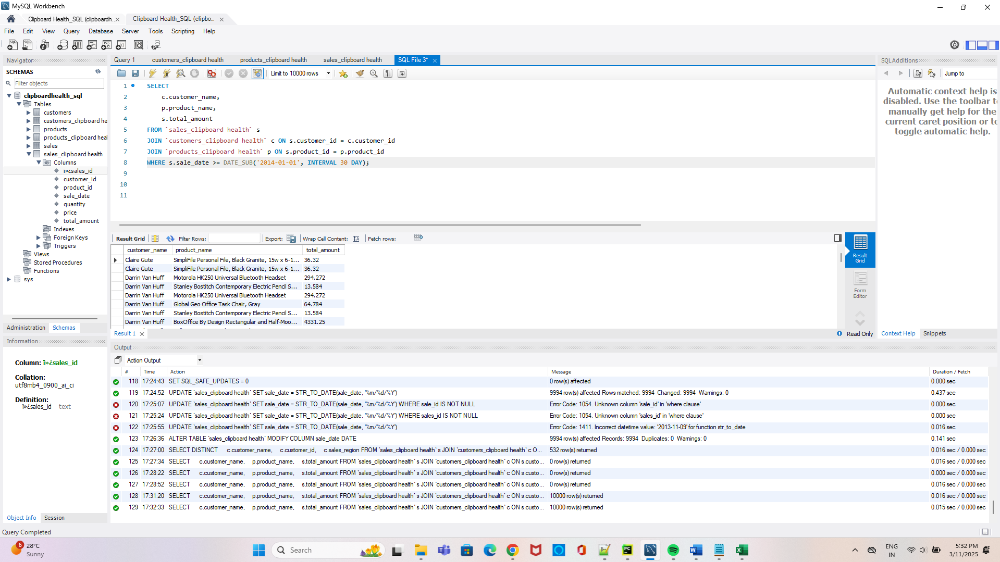 MySQL Workbench
Clipboard Health_SQL (clipboardh...
Clipboard Health_SQL (clipbo...
File Edit View Query Database Server Tools Scripting Help
Navigator
SCHEMAS
Filter objects
clipboardhealth_sql
Tables
customers
customers_clipboard he
products
products_clipboard heal
sales
sales_clipboard health
Columns
ï»¿sales_id
customer_id
product_id
sale_date
quantity
price
total_amount
Indexes
Foreign Keys
Triggers
Views
Stored Procedures
Functions
sys
Administration Schemas
Information
Column: ï»¿sales_id
Collation:
utf8mb4_0900_ai_ci
Definition:
ï»¿sales_id text
Object Info Session
Query 1 customers_clipboard health products_clipboard health sales_clipboard health SQL File 3*
Limit to 10000 rows
1 SELECT
2 c.customer_name,
3 p.product_name,
4 s.total_amount
5 FROM `sales_clipboard health` s
6 JOIN `customers_clipboard health` c ON s.customer_id = c.customer_id
7 JOIN `products_clipboard health` p ON s.product_id = p.product_id
8 WHERE s.sale_date >= DATE_SUB('2014-01-01', INTERVAL 30 DAY);
9
10
11
Result Grid Filter Rows: Export: Wrap Cell Content: Fetch rows:
customer_name product_name total_amount
Claire Gute SimpliFile Personal File, Black Granite, 15w x 6-1... 36.32
Claire Gute SimpliFile Personal File, Black Granite, 15w x 6-1... 36.32
Darrin Van Huff Motorola HK250 Universal Bluetooth Headset 294.272
Darrin Van Huff Stanley Bostitch Contemporary Electric Pencil S... 13.584
Darrin Van Huff Motorola HK250 Universal Bluetooth Headset 294.272
Darrin Van Huff Global Geo Office Task Chair, Gray 64.784
Darrin Van Huff Stanley Bostitch Contemporary Electric Pencil S... 13.584
Darrin Van Huff BoxOffice By Design Rectangular and Half-Moo... 4331.25
Result 1
Result Grid
Form Editor
Read Only
SQLAdditions
Jump to
Automatic context help is
disabled. Use the toolbar to
manually get help for the
current caret position or to
toggle automatic help.
Context Help Snippets
Output
Action Output
# Time Action Message Duration / Fetch
118 17:24:43 SET SQL_SAFE_UPDATES = 0 0 row(s) affected 0.000 sec
119 17:24:52 UPDATE `sales_clipboard health` SET sale_date = STR_TO_DATE(sale_date, '%m/%d/%Y') 9994 row(s) affected Rows matched: 9994 Changed: 9994 Warnings: 0 0.437 sec
120 17:25:07 UPDATE `sales_clipboard health` SET sale_date = STR_TO_DATE(sale_date, '%m/%d/%Y') WHERE sale_id IS NOT NULL Error Code: 1054. Unknown column 'sale_id' in 'where clause' 0.000 sec
121 17:25:24 UPDATE `sales_clipboard health` SET sale_date = STR_TO_DATE(sale_date, '%m/%d/%Y') WHERE sales_id IS NOT NULL Error Code: 1054. Unknown column 'sales_id' in 'where clause' 0.000 sec
122 17:25:55 UPDATE `sales_clipboard health` SET sale_date = STR_TO_DATE(sale_date, '%m/%d/%Y') Error Code: 1411. Incorrect datetime value: '2013-11-09' for function str_to_date 0.016 sec
123 17:26:36 ALTER TABLE `sales_clipboard health` MODIFY COLUMN sale_date DATE 9994 row(s) affected Records: 9994 Duplicates: 0 Warnings: 0 0.141 sec
124 17:27:00 SELECT DISTINCT c.customer_name, c.customer_id, c.sales_region FROM `sales_clipboard health` s JOIN `customers_clipboard health` c O... 532 row(s) returned 0.016 sec / 0.000 sec
125 17:27:34 SELECT c.customer_name, p.product_name, s.total_amount FROM `sales_clipboard health` s JOIN `customers_clipboard health` c ON s.custo... 0 row(s) returned 0.016 sec / 0.000 sec
126 17:28:22 SELECT c.customer_name, p.product_name, s.total_amount FROM `sales_clipboard health` s JOIN `customers_clipboard health` c ON s.custo... 0 row(s) returned 0.000 sec / 0.000 sec
127 17:28:52 SELECT c.customer_name, p.product_name, s.total_amount FROM `sales_clipboard health` s JOIN `customers_clipboard health` c ON s.custo... 0 row(s) returned 0.016 sec / 0.000 sec
128 17:31:20 SELECT c.customer_name, p.product_name, s.total_amount FROM `sales_clipboard health` s JOIN `customers_clipboard health` c ON s.custo... 10000 row(s) returned 0.016 sec / 0.000 sec
129 17:32:33 SELECT c.customer_name, p.product_name, s.total_amount FROM `sales_clipboard health` s JOIN `customers_clipboard health` c ON s.custo... 10000 row(s) returned 0.015 sec / 0.000 sec
Query Completed
6
28°C
Sunny
Search
ENG
IN
5:32 PM
3/11/2025